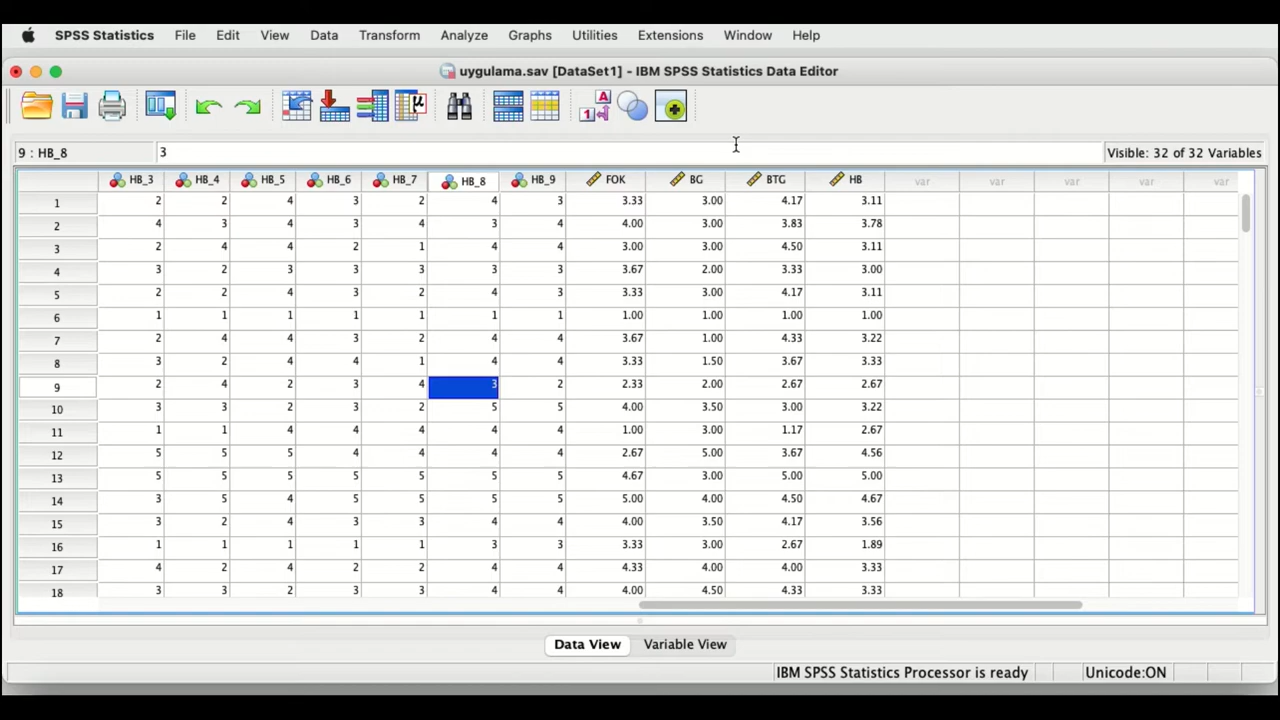 SPSS Statistics File Edit View Data Transform Analyze Graphs Utilities Extensions Window Help
uygulama.sav [DataSet1] - IBM SPSS Statistics Data Editor
9 : HB_8 3 Visible: 32 of 32 Variables
HB_3 HB_4 HB_5 HB_6 HB_7 HB_8 HB_9 FOK BG BTG HB var var var var var
1 2 2 4 3 2 4 3 3.33 3.00 4.17 3.11
2 4 3 4 3 4 3 4 4.00 3.00 3.83 3.78
3 2 4 4 2 1 4 4 3.00 3.00 4.50 3.11
4 3 2 3 3 3 3 3 3.67 2.00 3.33 3.00
5 2 2 4 3 2 4 3 3.33 3.00 4.17 3.11
6 1 1 1 1 1 1 1 1.00 1.00 1.00 1.00
7 2 4 4 3 2 4 4 3.67 1.00 4.33 3.22
8 3 2 4 4 1 4 4 3.33 1.50 3.67 3.33
9 2 4 2 3 4 3 2 2.33 2.00 2.67 2.67
10 3 3 2 3 2 5 5 4.00 3.50 3.00 3.22
11 1 1 4 4 4 4 4 1.00 3.00 1.17 2.67
12 5 5 5 4 4 4 4 2.67 5.00 3.67 4.56
13 5 5 5 5 5 5 5 4.67 3.00 5.00 5.00
14 3 5 4 5 5 5 5 5.00 4.00 4.50 4.67
15 3 2 4 3 3 4 4 4.00 3.50 4.17 3.56
16 1 1 1 1 1 3 3 3.33 3.00 2.67 1.89
17 4 2 4 2 2 4 4 4.33 4.00 4.00 3.33
18 3 3 2 3 3 4 4 4.00 4.50 4.33 3.33
Data View Variable View
IBM SPSS Statistics Processor is ready Unicode:ON